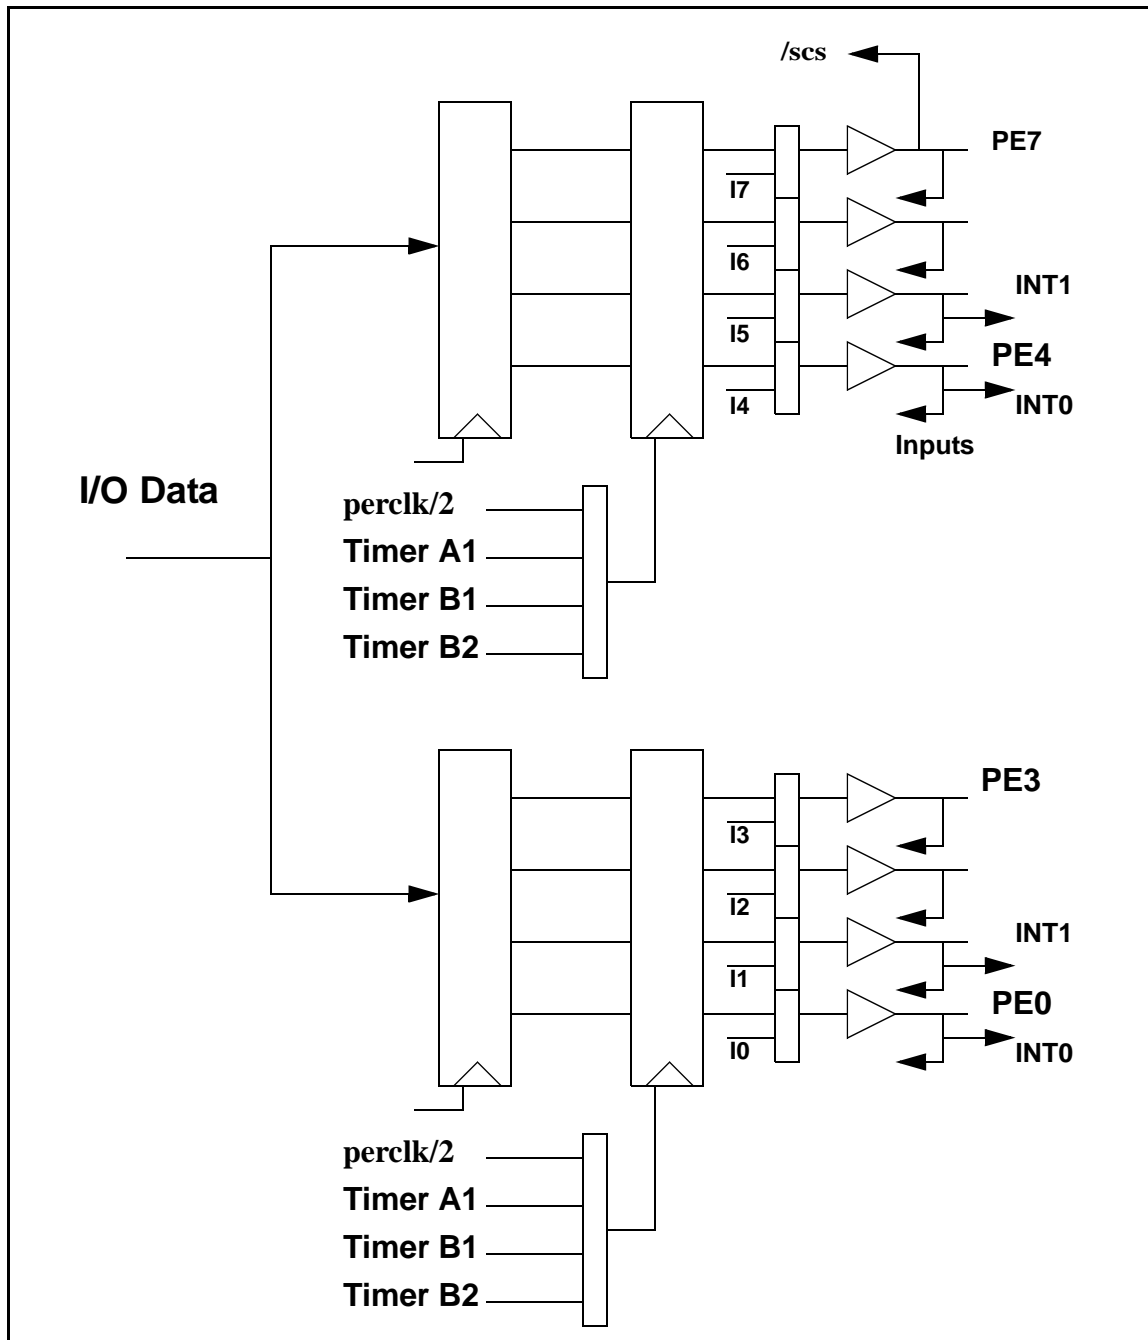 /scs
PE7
I7
I6
INT1
I5
PE4
I4
INT0
Inputs
I/O Data
perclk/2
Timer A1
Timer B1
Timer B2
PE3
I3
I2
INT1
I1
PE0
I0
INT0
perclk/2
Timer A1
Timer B1
Timer B2